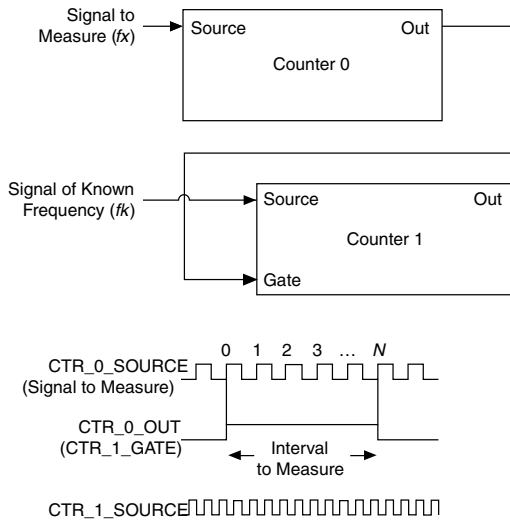 Signal to
Measure (fx)
Source
Out
Counter 0
Signal of Known
Frequency (fk)
Source
Out
Counter 1
Gate
0 1 2 3 … N
CTR_0_SOURCE
(Signal to Measure)
CTR_0_OUT
(CTR_1_GATE)
Interval
to Measure
CTR_1_SOURCE